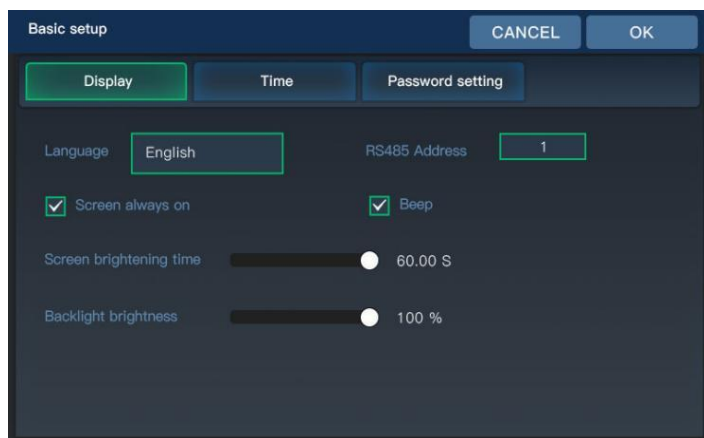 Basic setup CANCEL OK
Display Time Password setting
Language English RS485 Address 1
Screen always on Beep
Screen brightening time 60.00 S
Backlight brightness 100 %